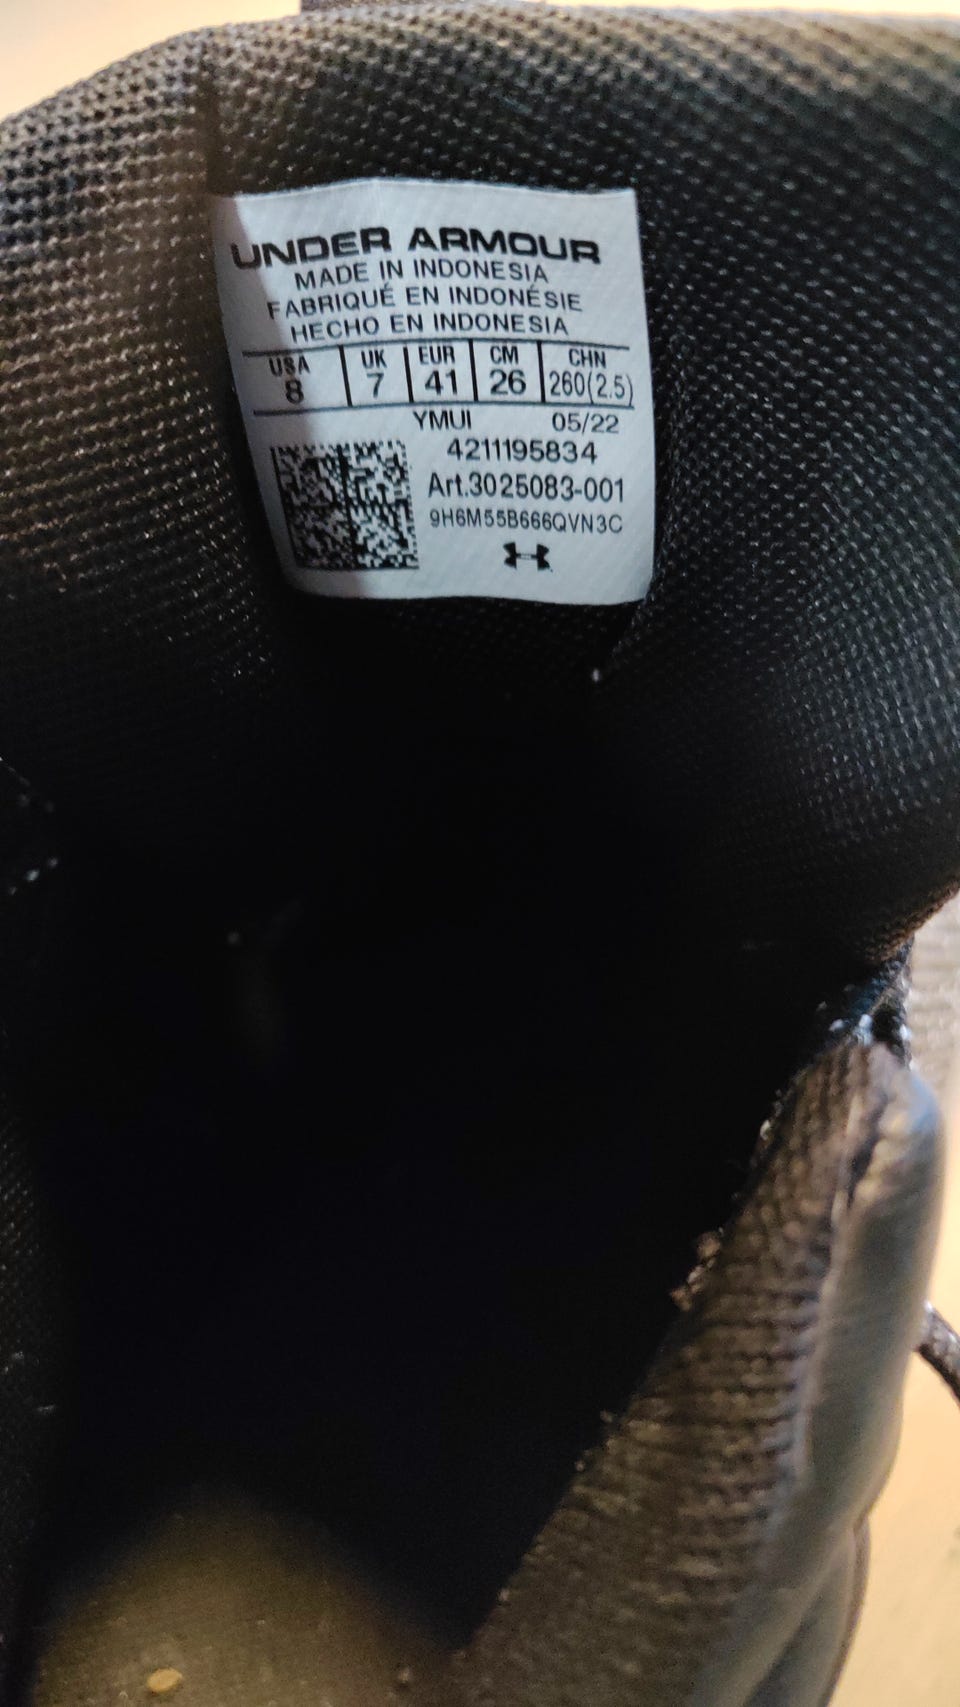 UNDER ARMOUR
MADE IN INDONESIA
FABRIQUÉ EN INDONÉSIE
HECHO EN INDONESIA
USA UK EUR CM CHN
8 7 41 26 260(2.5)
YMUI 05/22
4211195834
Art.3025083-001
9H6M55B666QVN3C